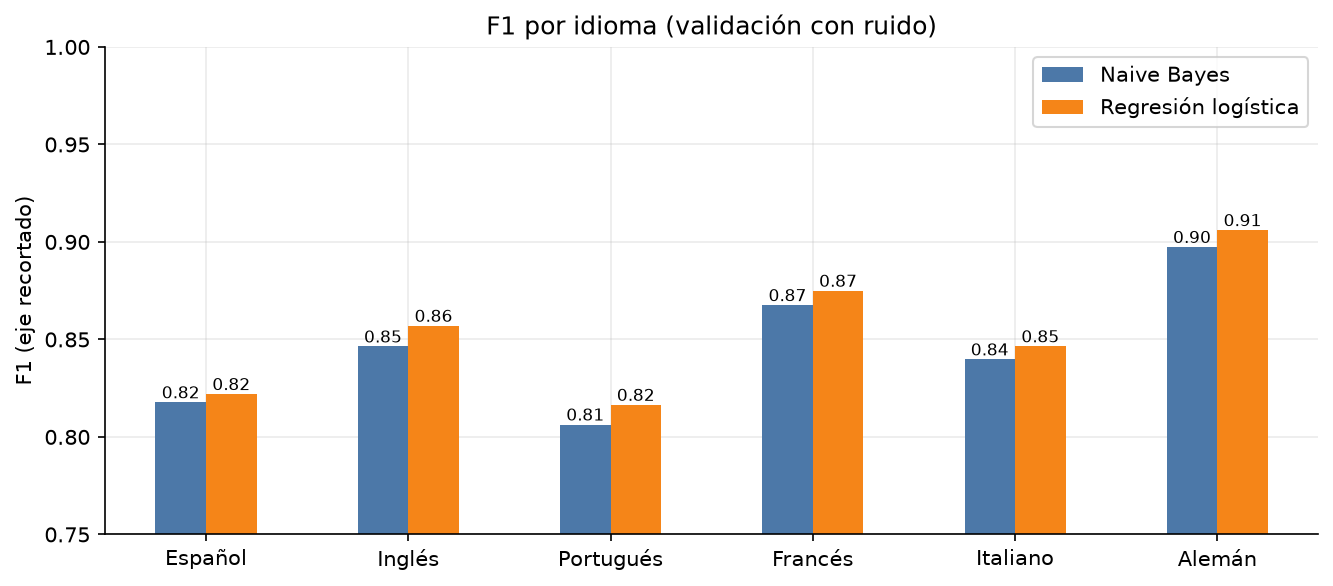 F1 por idioma (validación con ruido)
Naive Bayes
Regresión logística
F1 (eje recortado)
1.00
0.95
0.90
0.85
0.80
0.75
0.82 0.82
0.85 0.86
0.81 0.82
0.87 0.87
0.84 0.85
0.90 0.91
Español Inglés Portugués Francés Italiano Alemán